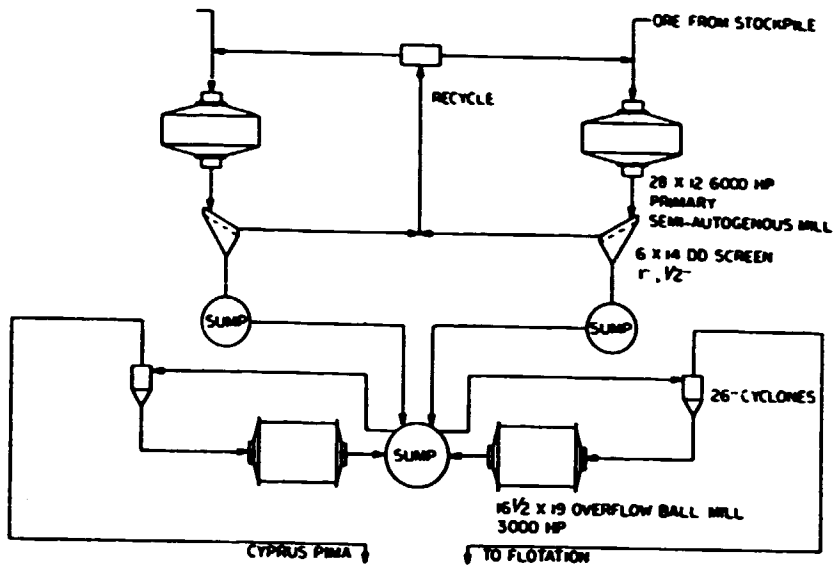 ORE FROM STOCKPILE
RECYCLE
28 X 12 6000 HP
PRIMARY
SEMI-AUTOGENOUS MILL
6 X 14 DD SCREEN
1", 1/2"
SUMP
SUMP
26" CYCLONES
SUMP
16 1/2 X 19 OVERFLOW BALL MILL
3000 HP
CYPRUS PIMA
TO FLOTATION